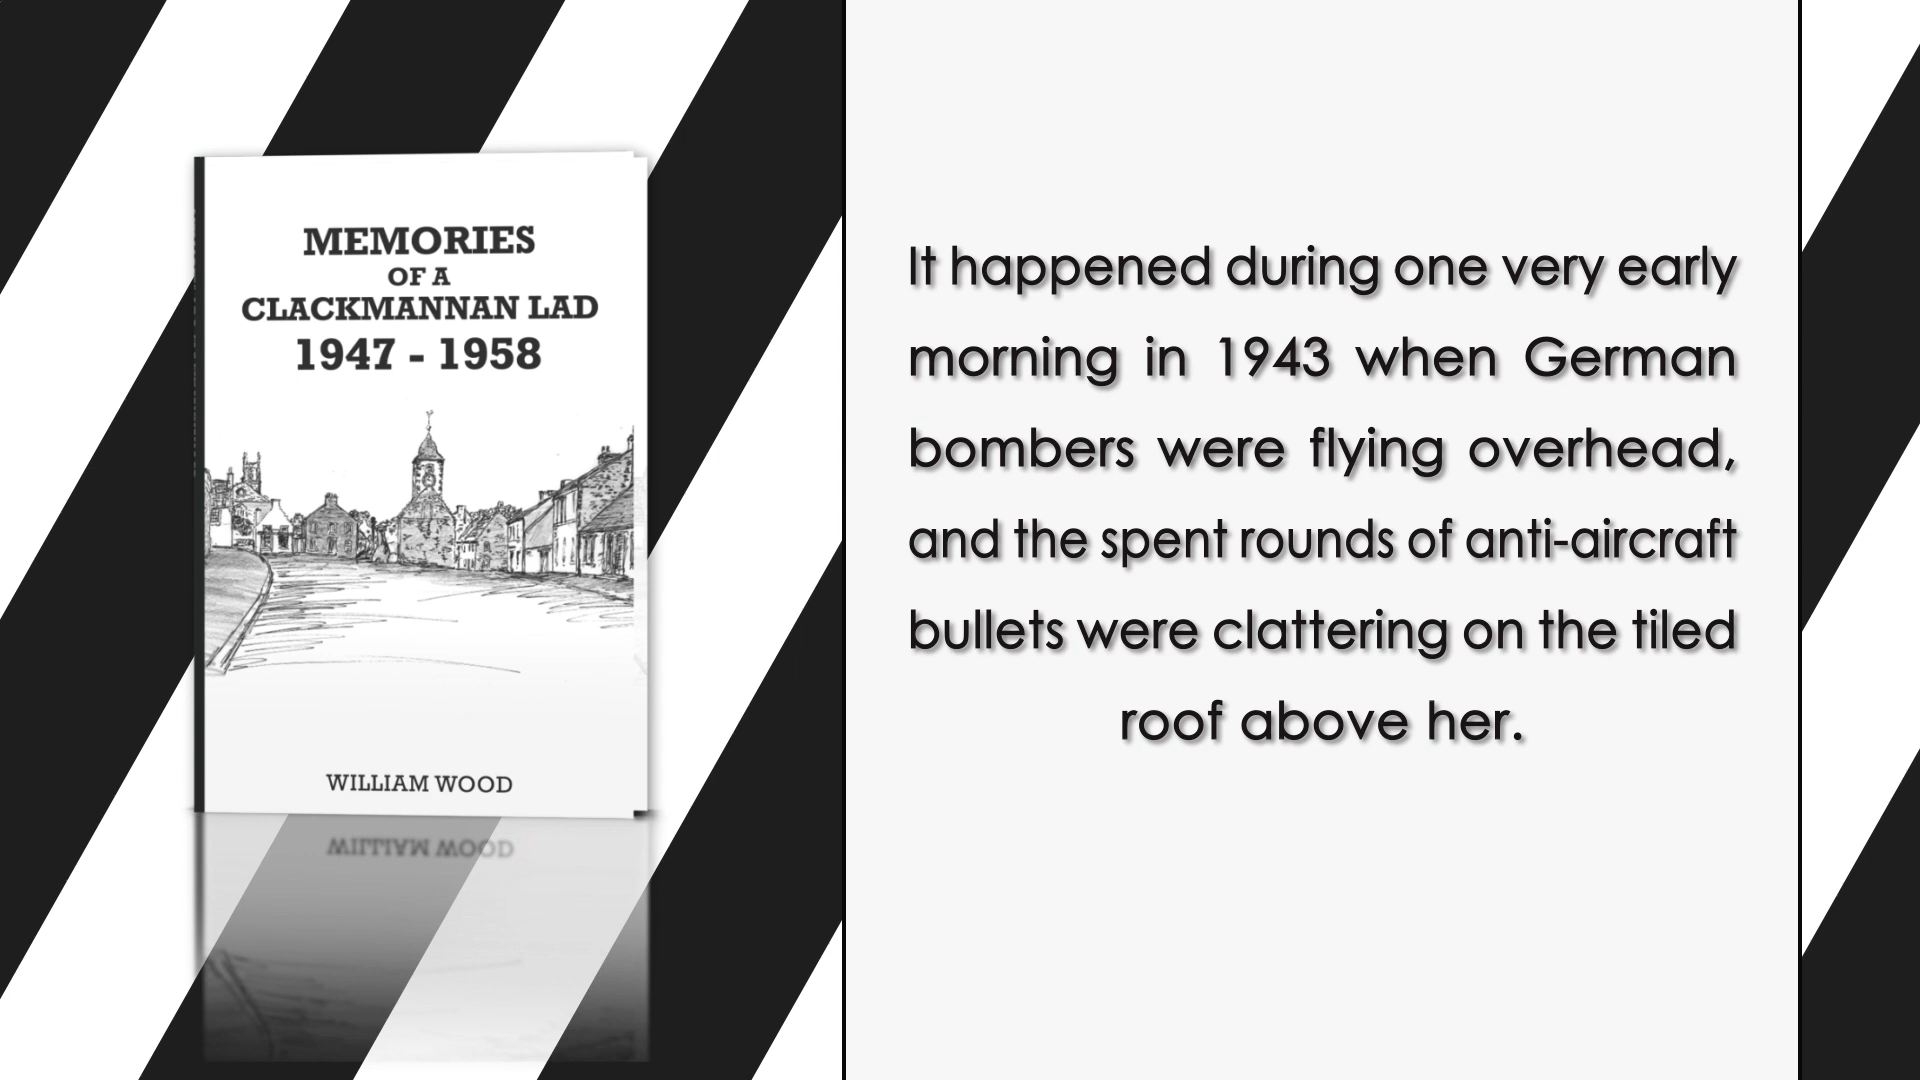 MEMORIES
OF A
CLACKMANNAN LAD
1947 - 1958
WILLIAM WOOD
WILLIAM WOOD
It happened during one very early
morning in 1943 when German
bombers were flying overhead,
and the spent rounds of anti-aircraft
bullets were clattering on the tiled
roof above her.